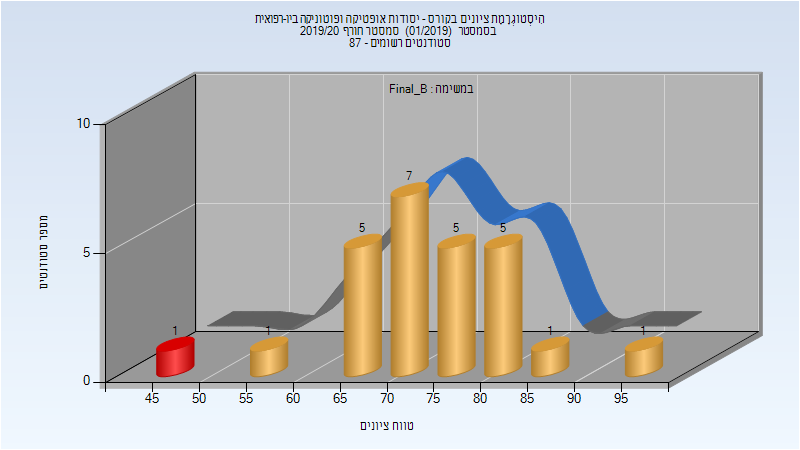 היסטוגרמת ציונים בקורס - יסודות אופטיקה ופוטוניקה ביו-רפואית
בסמסטר (01/2019) סמסטר חורף 2019/20
סטודנטים רשומים - 87
במשימה : Final_B
מספר סטודנטים
10
5
0
1
1
5
7
5
5
1
1
45 50 55 60 65 70 75 80 85 90 95
טווח ציונים